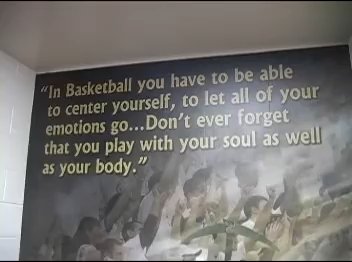 "In Basketball you have to be able
to center yourself, to let all of your
emotions go...Don't ever forget
that you play with your soul as well
as your body."